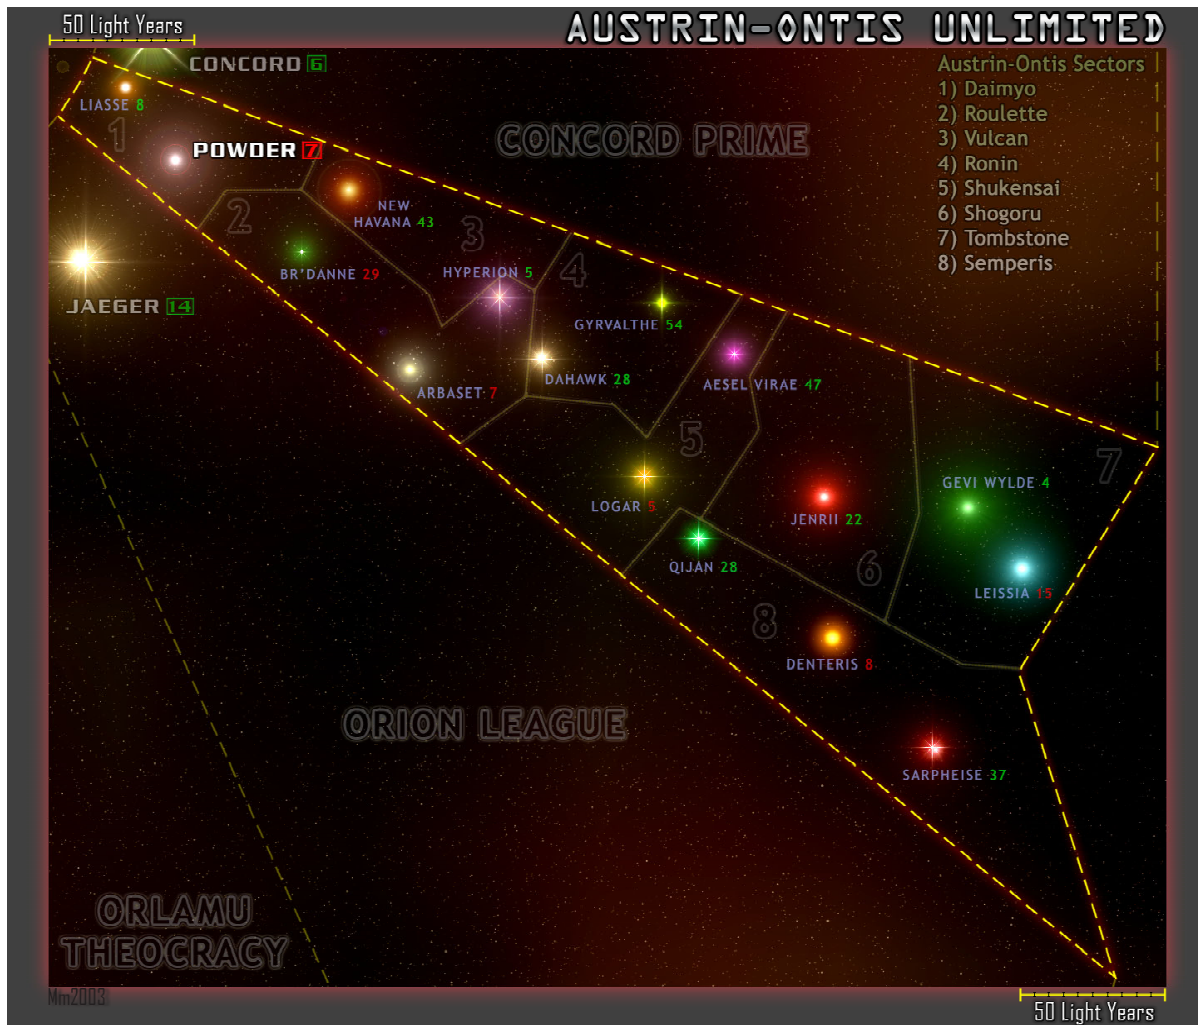 50 Light Years
AUSTRIN-ONTIS UNLIMITED
CONCORD 6
Austrin-Ontis Sectors
1) Daimyo
2) Roulette
3) Vulcan
4) Ronin
5) Shukensai
6) Shogoru
7) Tombstone
8) Semperis
LIASSE 8
1
CONCORD PRIME
POWDER 7
NEW
HAVANA 43
2
3
BR'DANNE 29
HYPERION 5
4
JAEGER 14
GYRVALTHE 54
ARBASET 7
DAHAWK 28
AESEL VIRAE 47
5
7
LOGAR 5
JENRII 22
GEVI WYLDE 4
QIJAN 28
6
LEISSIA 15
8
DENTERIS 8
ORION LEAGUE
SARPHEISE 37
ORLAMU
THEOCRACY
Mm2003
50 Light Years